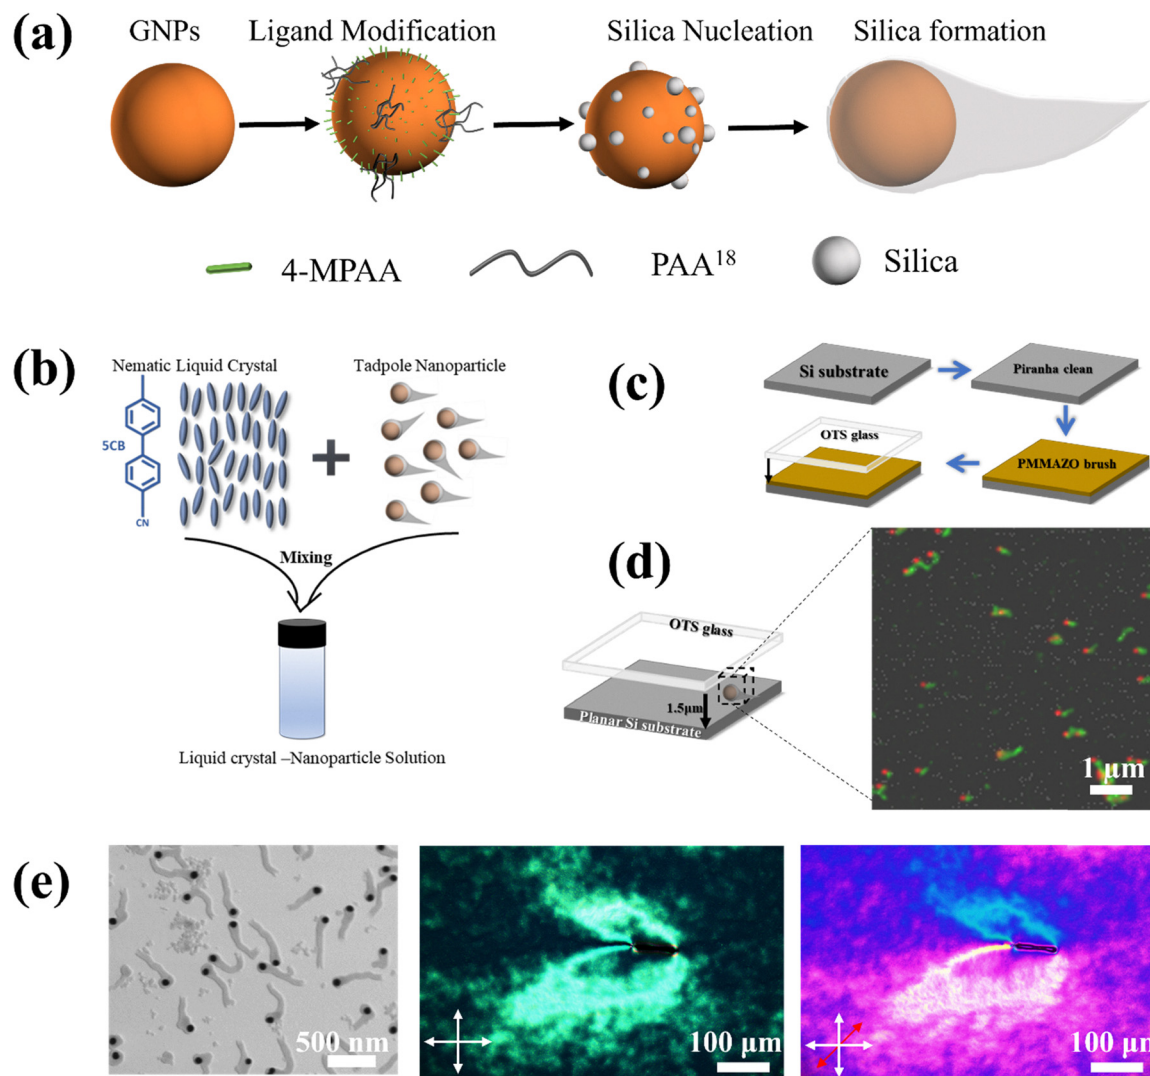 (a)
GNPs
Ligand Modification
Silica Nucleation
Silica formation
4-MPAA
PAA¹⁸
Silica
(b)
Nematic Liquid Crystal
Tadpole Nanoparticle
5CB
CN
Mixing
Liquid crystal –Nanoparticle Solution
(c)
Si substrate
Piranha clean
OTS glass
PMMAZO brush
(d)
OTS glass
1.5μm
Planar Si substrate
1 μm
(e)
500 nm
100 μm
100 μm